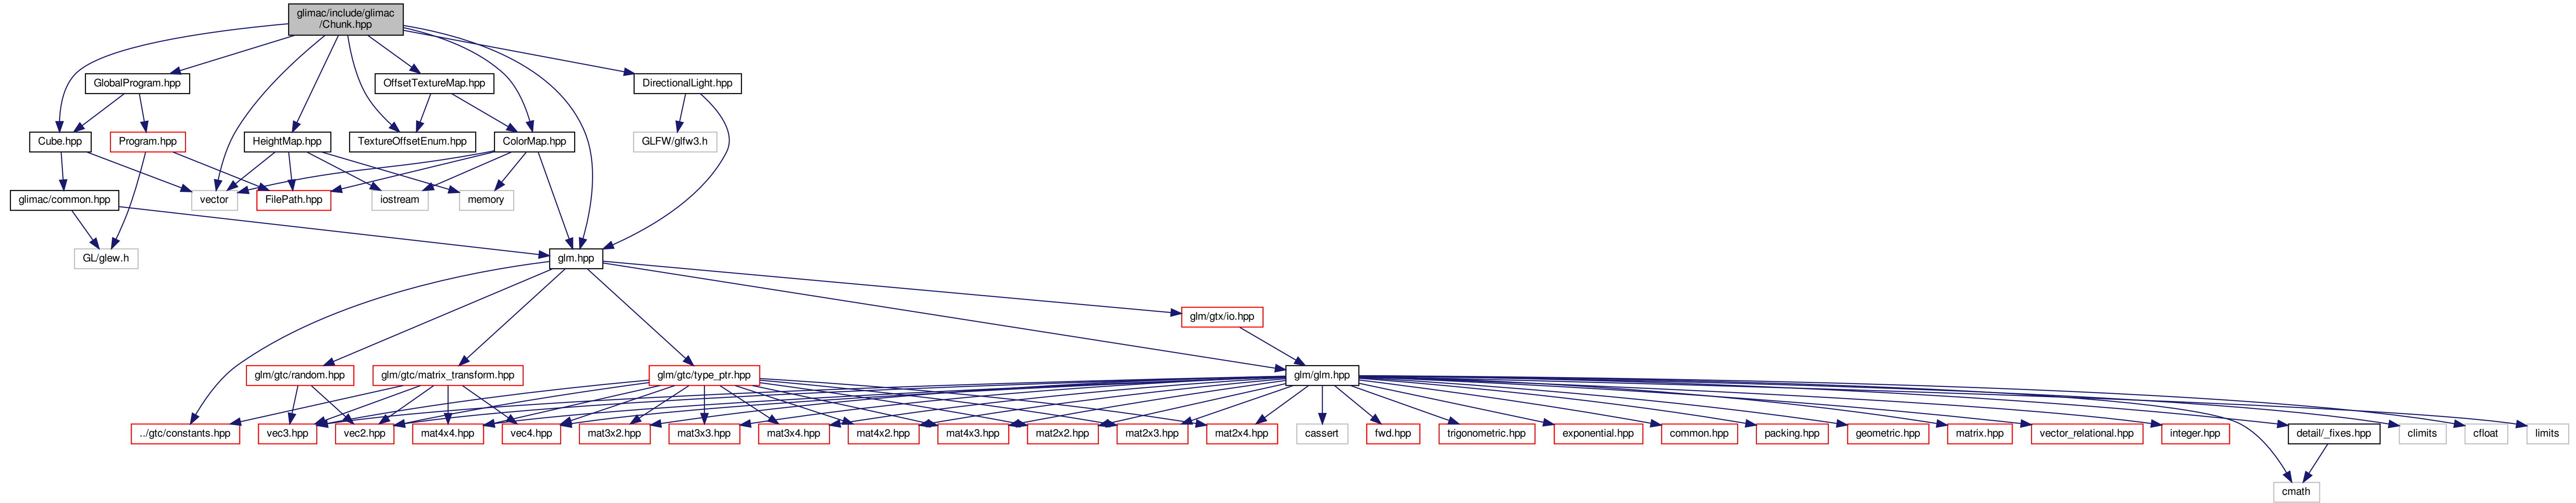 glimac/include/glimac
/Chunk.hpp
GlobalProgram.hpp
OffsetTextureMap.hpp
DirectionalLight.hpp
Cube.hpp
Program.hpp
HeightMap.hpp
TextureOffsetEnum.hpp
ColorMap.hpp
GLFW/glfw3.h
glimac/common.hpp
vector
FilePath.hpp
iostream
memory
GL/glew.h
glm.hpp
glm/gtx/io.hpp
glm/gtc/random.hpp
glm/gtc/matrix_transform.hpp
glm/gtc/type_ptr.hpp
glm/glm.hpp
../gtc/constants.hpp
vec3.hpp
vec2.hpp
mat4x4.hpp
vec4.hpp
mat3x2.hpp
mat3x3.hpp
mat3x4.hpp
mat4x2.hpp
mat4x3.hpp
mat2x2.hpp
mat2x3.hpp
mat2x4.hpp
cassert
fwd.hpp
trigonometric.hpp
exponential.hpp
common.hpp
packing.hpp
geometric.hpp
matrix.hpp
vector_relational.hpp
integer.hpp
detail/_fixes.hpp
climits
cfloat
limits
cmath